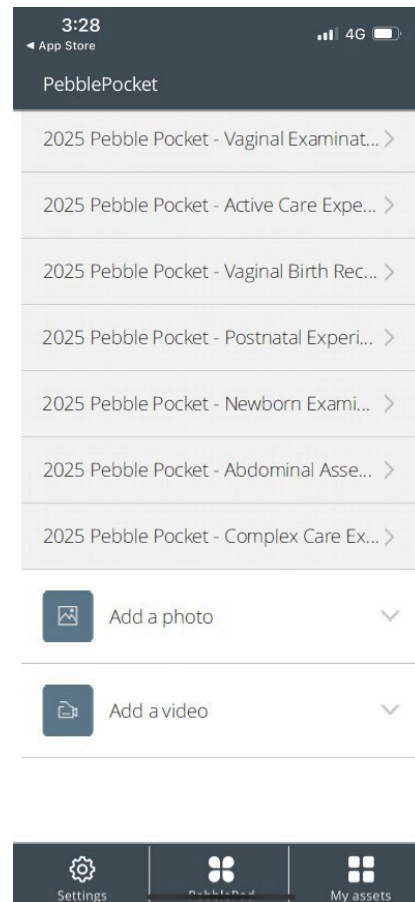 3:28
◀ App Store
4G
PebblePocket
2025 Pebble Pocket - Vaginal Examinat...
2025 Pebble Pocket - Active Care Expe...
2025 Pebble Pocket - Vaginal Birth Rec...
2025 Pebble Pocket - Postnatal Experi...
2025 Pebble Pocket - Newborn Exami...
2025 Pebble Pocket - Abdominal Asse...
2025 Pebble Pocket - Complex Care Ex...
Add a photo
Add a video
Settings
PebblePad
My assets